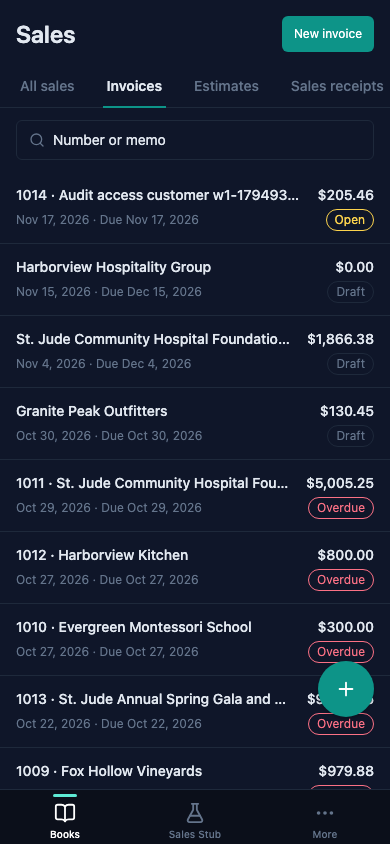 Sales
New invoice
All sales Invoices Estimates Sales receipts
Number or memo
1014 · Audit access customer w1-179493... $205.46
Nov 17, 2026 · Due Nov 17, 2026 Open
Harborview Hospitality Group $0.00
Nov 15, 2026 · Due Dec 15, 2026 Draft
St. Jude Community Hospital Foundatio... $1,866.38
Nov 4, 2026 · Due Dec 4, 2026 Draft
Granite Peak Outfitters $130.45
Oct 30, 2026 · Due Oct 30, 2026 Draft
1011 · St. Jude Community Hospital Fou... $5,005.25
Oct 29, 2026 · Due Oct 29, 2026 Overdue
1012 · Harborview Kitchen $800.00
Oct 27, 2026 · Due Oct 27, 2026 Overdue
1010 · Evergreen Montessori School $300.00
Oct 27, 2026 · Due Oct 27, 2026 Overdue
1013 · St. Jude Annual Spring Gala and ...
Oct 22, 2026 · Due Oct 22, 2026 Overdue
1009 · Fox Hollow Vineyards $979.88
Books Sales Stub More